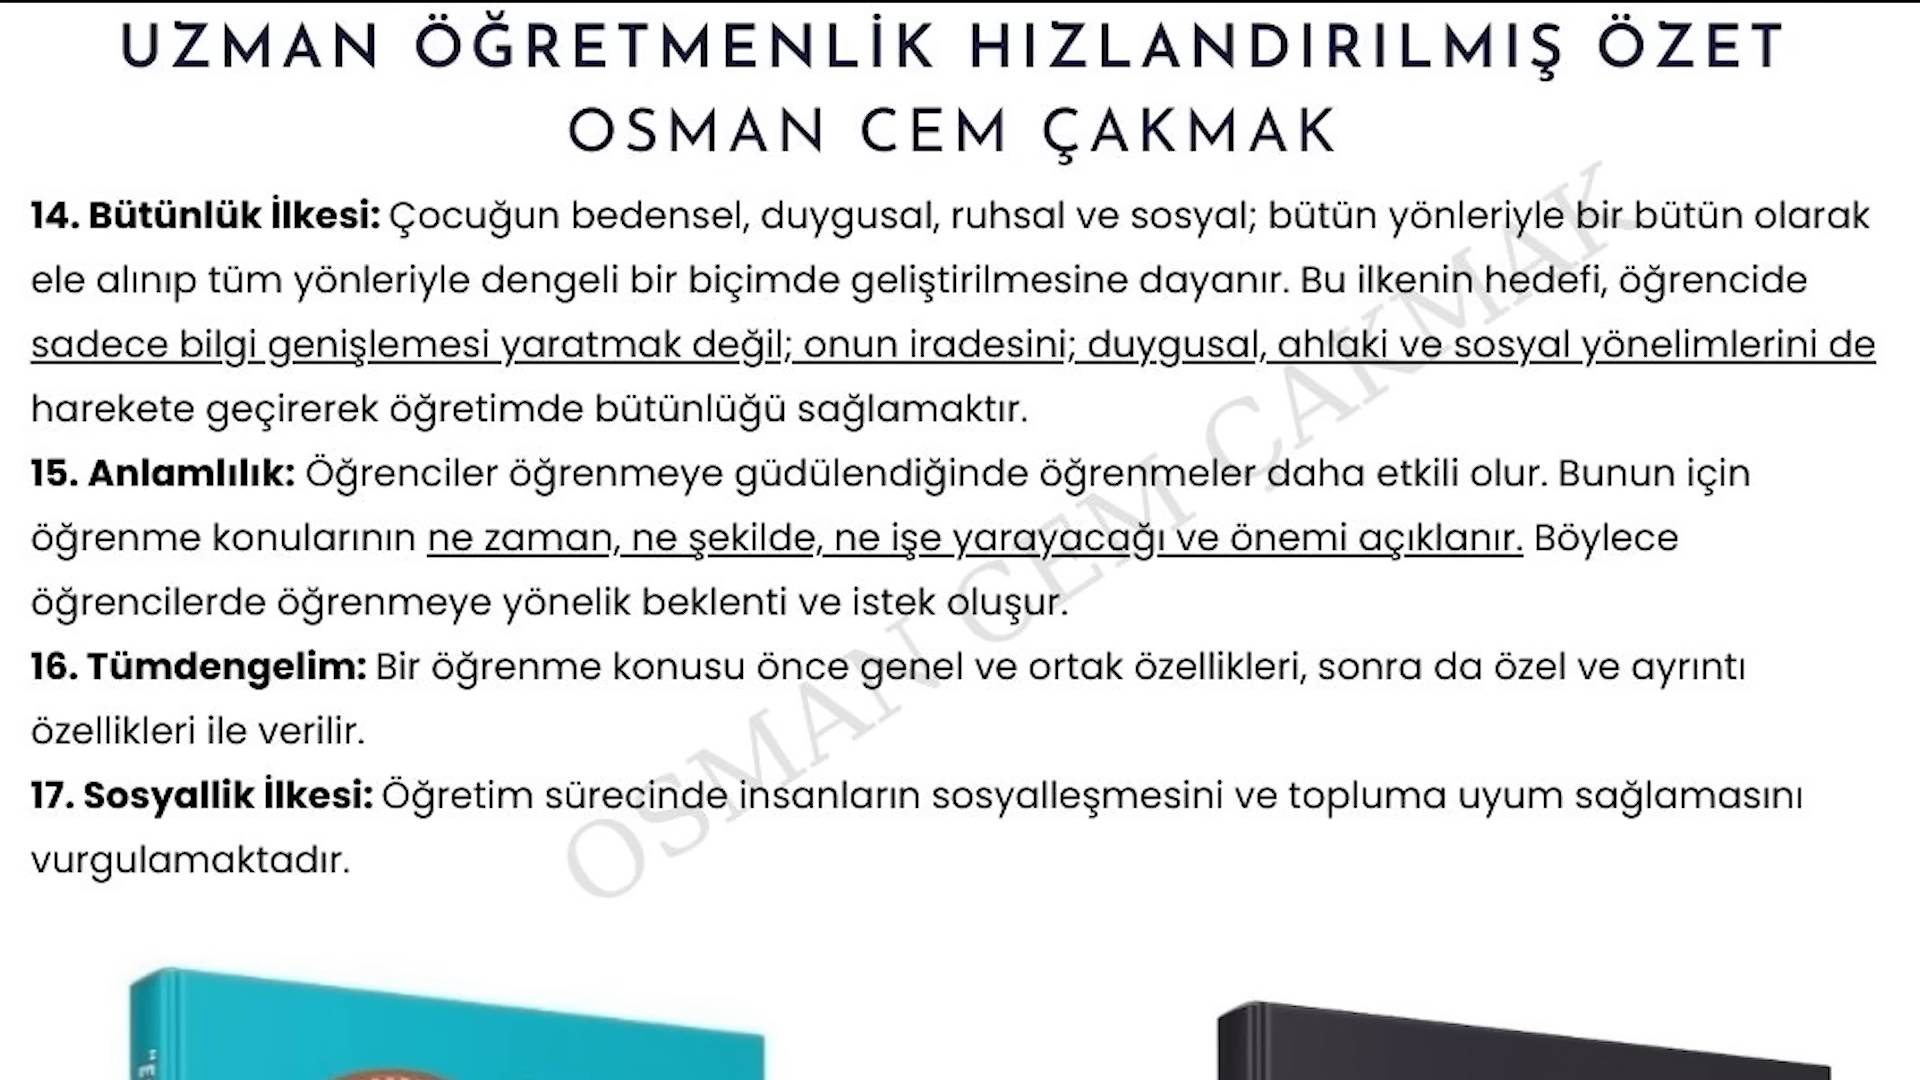 UZMAN ÖĞRETMENLİK HIZLANDIRILMIŞ ÖZET
OSMAN CEM ÇAKMAK
14. Bütünlük İlkesi: Çocuğun bedensel, duygusal, ruhsal ve sosyal; bütün yönleriyle bir bütün olarak
ele alınıp tüm yönleriyle dengeli bir biçimde geliştirilmesine dayanır. Bu ilkenin hedefi, öğrencide
sadece bilgi genişlemesi yaratmak değil; onun iradesini; duygusal, ahlaki ve sosyal yönelimlerini de
harekete geçirerek öğretimde bütünlüğü sağlamaktır.
15. Anlamlılık: Öğrenciler öğrenmeye güdülendiğinde öğrenmeler daha etkili olur. Bunun için
öğrenme konularının ne zaman, ne şekilde, ne işe yarayacağı ve önemi açıklanır. Böylece
öğrencilerde öğrenmeye yönelik beklenti ve istek oluşur.
16. Tümdengelim: Bir öğrenme konusu önce genel ve ortak özellikleri, sonra da özel ve ayrıntı
özellikleri ile verilir.
17. Sosyallik İlkesi: Öğretim sürecinde insanların sosyalleşmesini ve topluma uyum sağlamasını
vurgulamaktadır.
OSMAN CEM ÇAKMAK